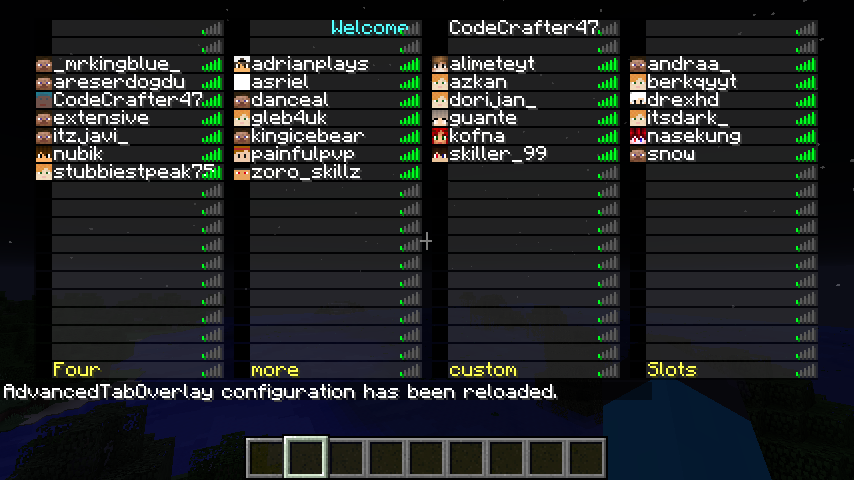 Welcome CodeCrafter47
_mrkingblue_ adrianplays alimeteyt andraa_
areserdogdu asriel azkan berkqyyt
CodeCrafter47 danceal dorijan_ drexhd
extensive gleb4uk guante itsdark_
itzjavi_ kingicebear kofna nasekung
nubik painfulpvp skiller_99 snow
stubbiestpeak75 zoro_skillz
Four more custom Slots
AdvancedTabOverlay configuration has been reloaded.